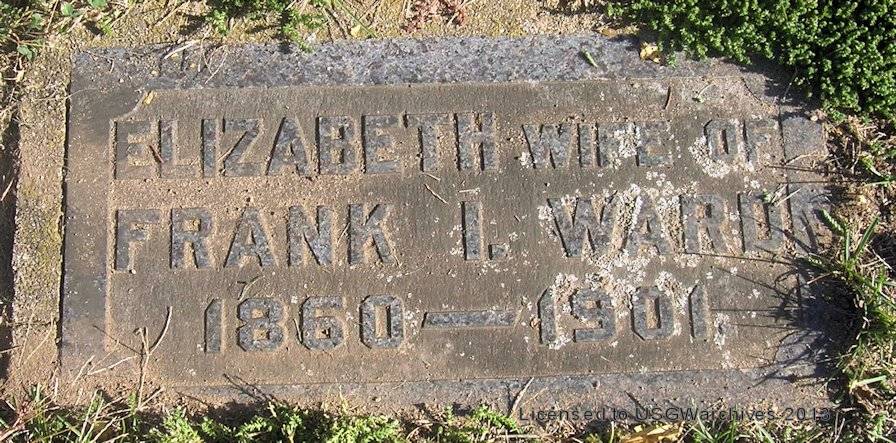 ELIZABETH WIFE OF
FRANK I. WARD
1860 — 1901.
Licensed to USGWarchives 2013